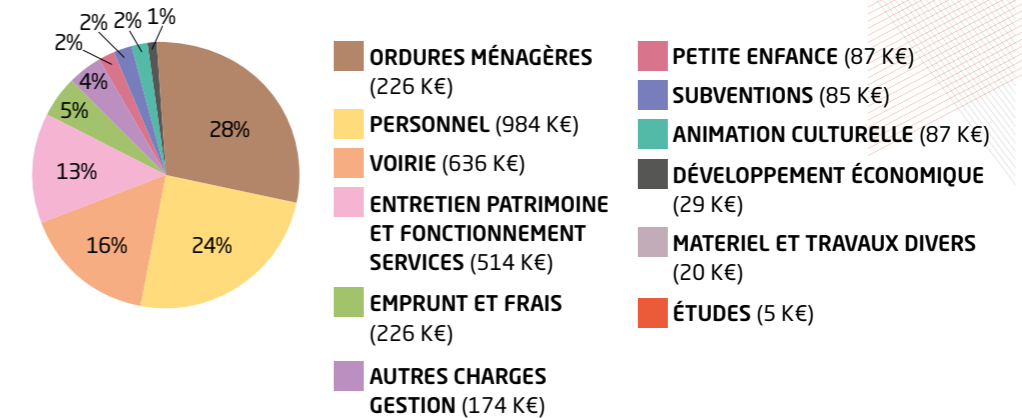 2%
2%
2%
1%
4%
5%
28%
13%
16%
24%
ORDURES MÉNAGÈRES
(226 K€)
PERSONNEL (984 K€)
VOIRIE (636 K€)
ENTRETIEN PATRIMOINE
ET FONCTIONNEMENT
SERVICES (514 K€)
EMPRUNT ET FRAIS
(226 K€)
AUTRES CHARGES
GESTION (174 K€)
PETITE ENFANCE (87 K€)
SUBVENTIONS (85 K€)
ANIMATION CULTURELLE (87 K€)
DÉVELOPPEMENT ÉCONOMIQUE
(29 K€)
MATERIEL ET TRAVAUX DIVERS
(20 K€)
ÉTUDES (5 K€)